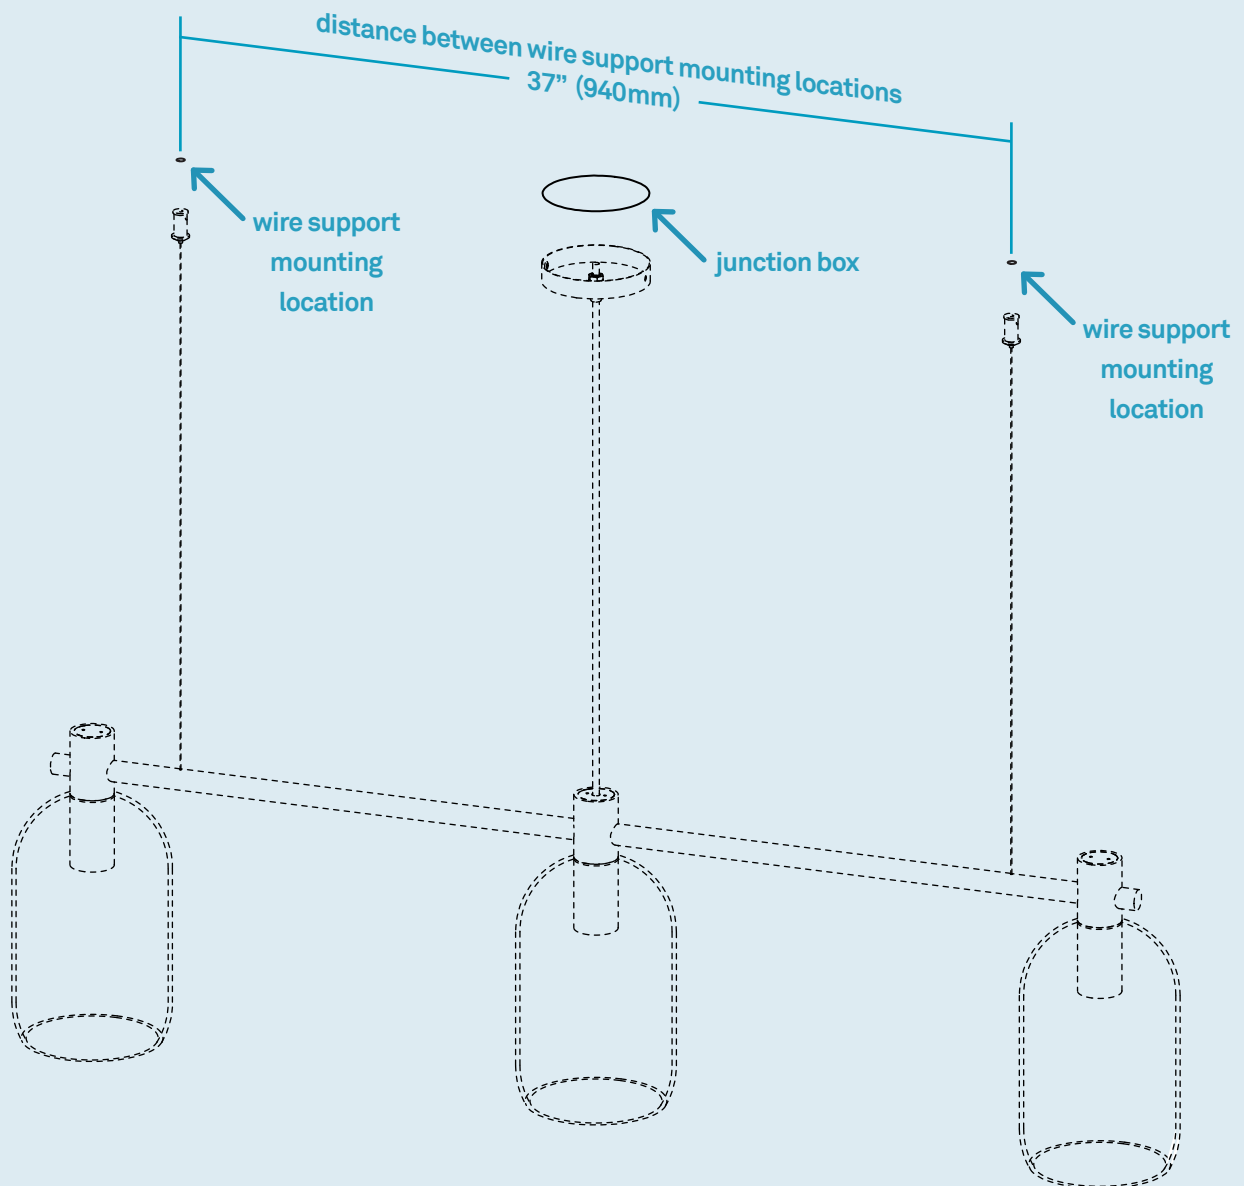 distance between wire support mounting locations
37” (940mm)
wire support
mounting
location
junction box
wire support
mounting
location